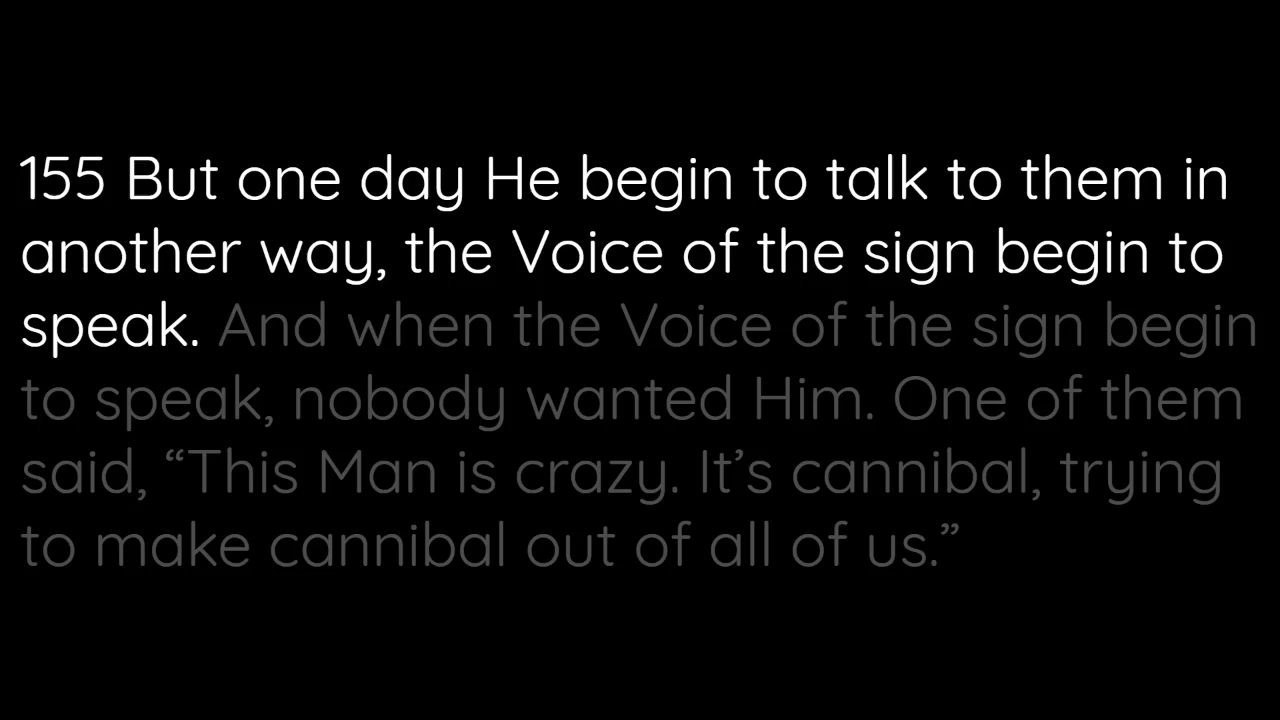 155 But one day He begin to talk to them in
another way, the Voice of the sign begin to
speak. And when the Voice of the sign begin
to speak, nobody wanted Him. One of them
said, “This Man is crazy. It’s cannibal, trying
to make cannibal out of all of us.”